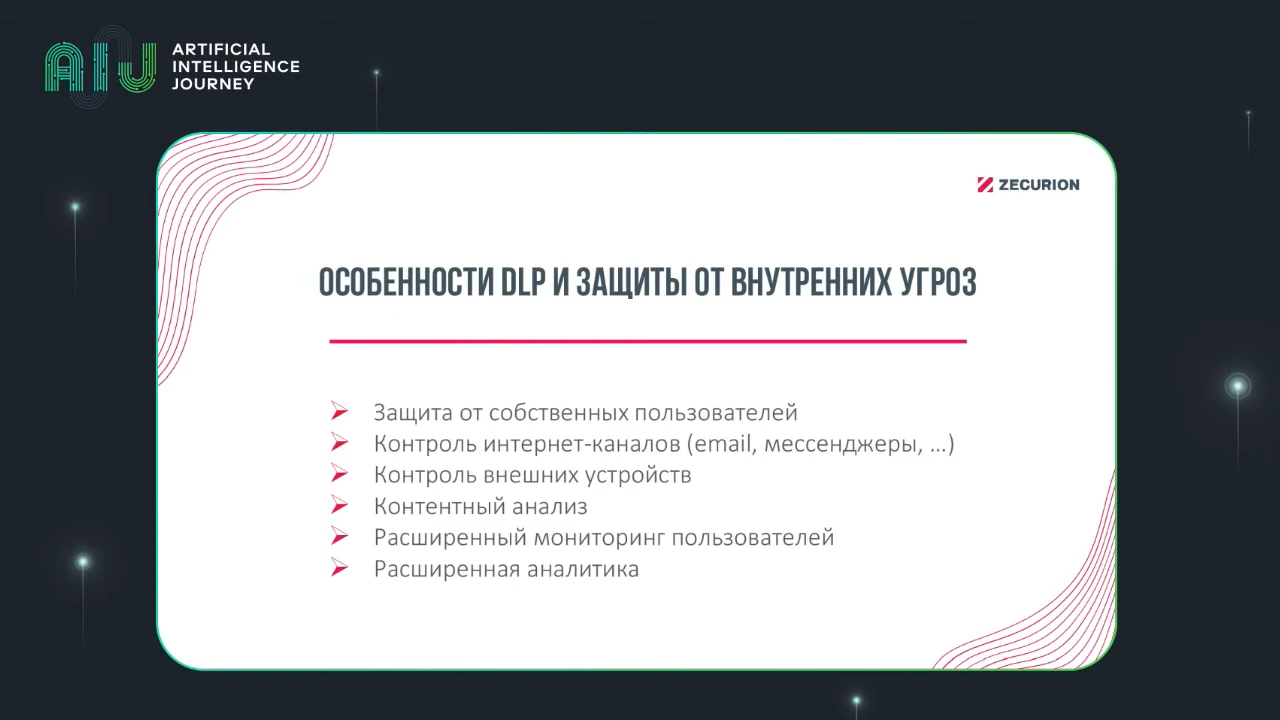 ARTIFICIAL
INTELLIGENCE
JOURNEY
ZECURION
ОСОБЕННОСТИ DLP И ЗАЩИТЫ ОТ ВНУТРЕННИХ УГРОЗ
Защита от собственных пользователей
Контроль интернет-каналов (email, мессенджеры, ...)
Контроль внешних устройств
Контентный анализ
Расширенный мониторинг пользователей
Расширенная аналитика